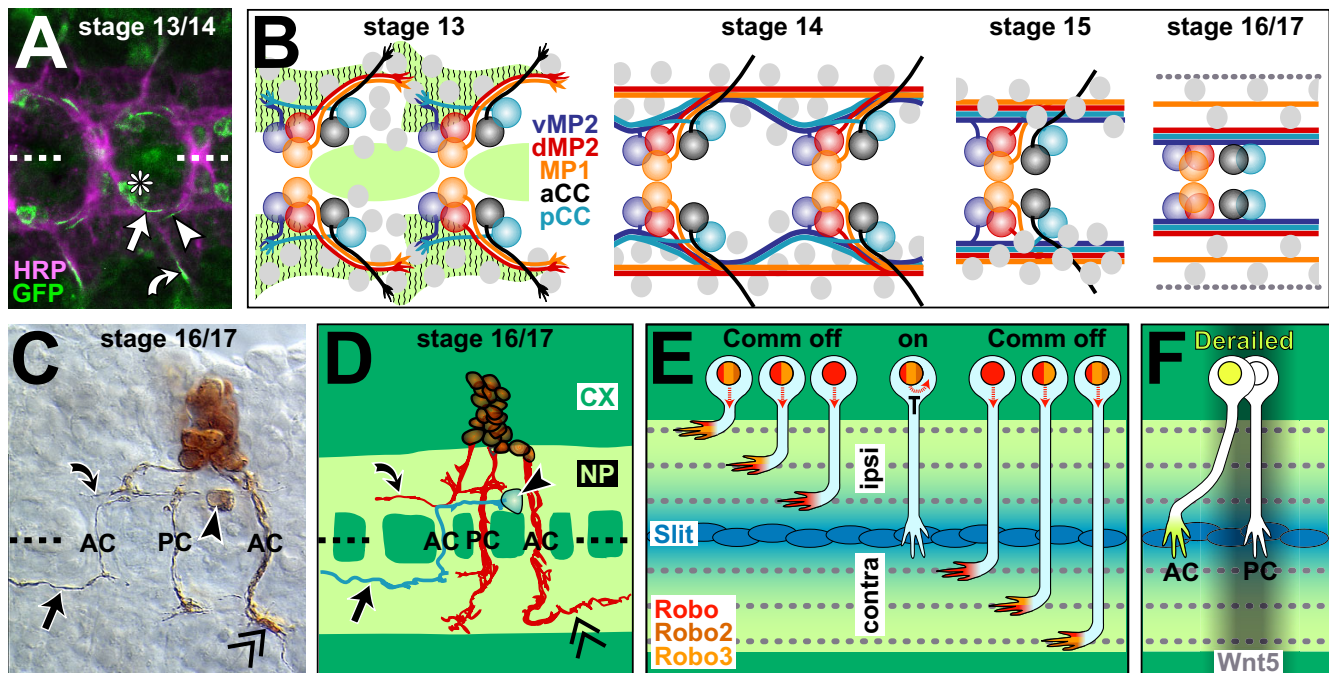 A
stage 13/14
HRP
GFP
B
stage 13
stage 14
stage 15
stage 16/17
vMP2
dMP2
MP1
aCC
pCC
C
stage 16/17
AC
PC
AC
D
stage 16/17
CX
NP
AC
PC
AC
E
Comm off
on
Comm off
T
ipsi
Slit
contra
Robo
Robo2
Robo3
F
Derailed
AC
PC
Wnt5